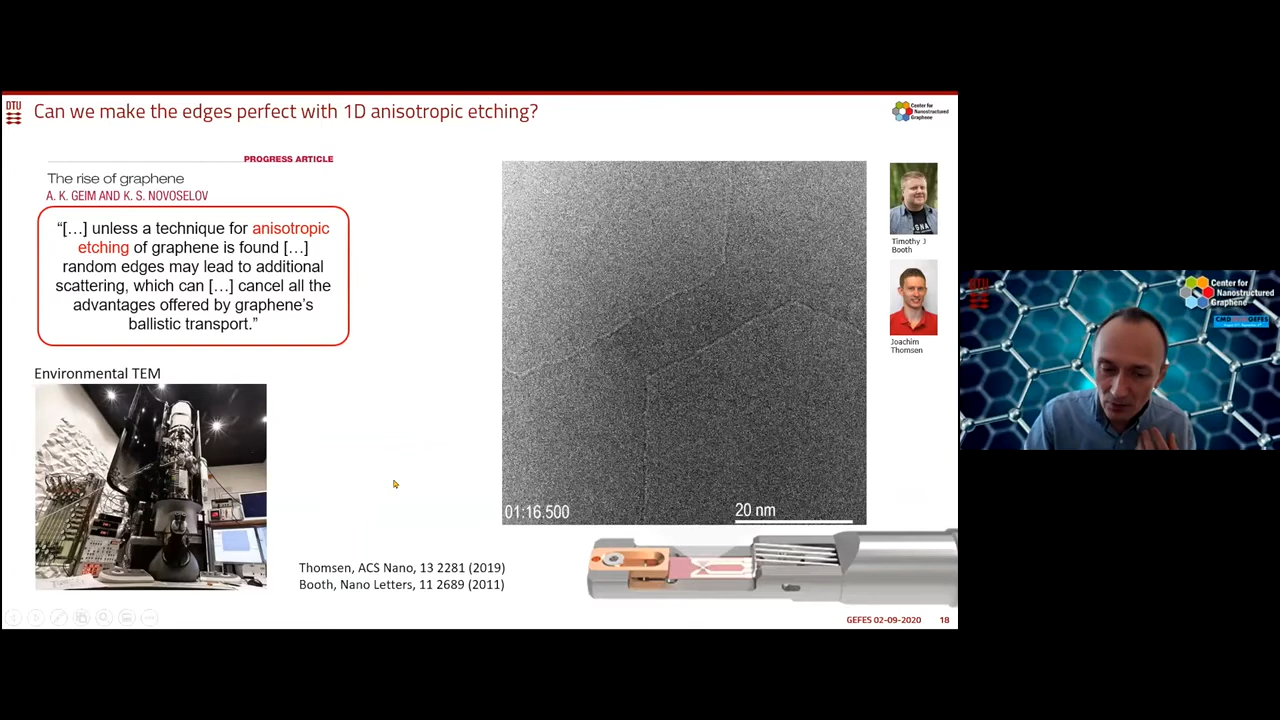 DTU
Can we make the edges perfect with 1D anisotropic etching?
Center for
Nanostructured
Graphene
PROGRESS ARTICLE
The rise of graphene
A. K. GEIM AND K. S. NOVOSELOV
“[…] unless a technique for anisotropic
etching of graphene is found […]
random edges may lead to additional
scattering, which can […] cancel all the
advantages offered by graphene’s
ballistic transport.”
Environmental TEM
Thomsen, ACS Nano, 13 2281 (2019)
Booth, Nano Letters, 11 2689 (2011)
01:16.500
20 nm
Timothy J
Booth
Joachim
Thomsen
GEFES 02-09-2020
18
Center for
Nanostructured
Graphene